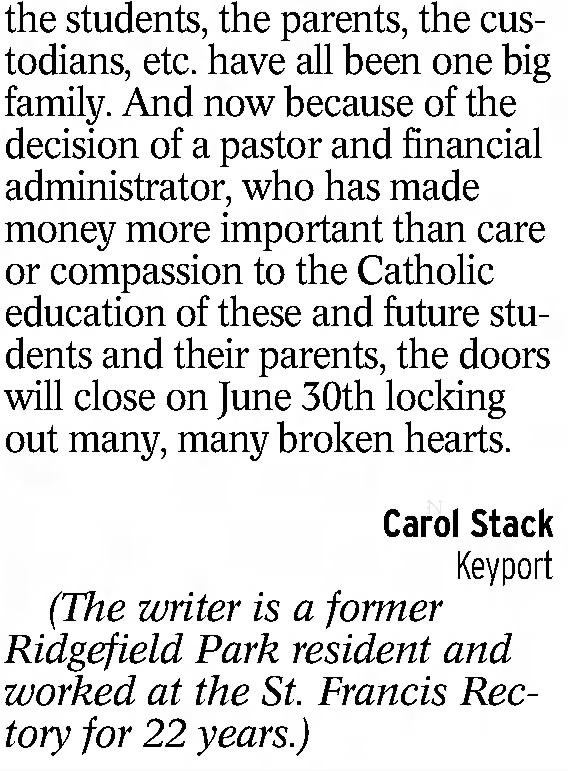 the students, the parents, the cus-
todians, etc. have all been one big
family. And now because of the
decision of a pastor and financial
administrator, who has made
money more important than care
or compassion to the Catholic
education of these and future stu-
dents and their parents, the doors
will close on June 30th locking
out many, many broken hearts.
Carol Stack
Keyport
(The writer is a former
Ridgefield Park resident and
worked at the St. Francis Rec-
tory for 22 years.)